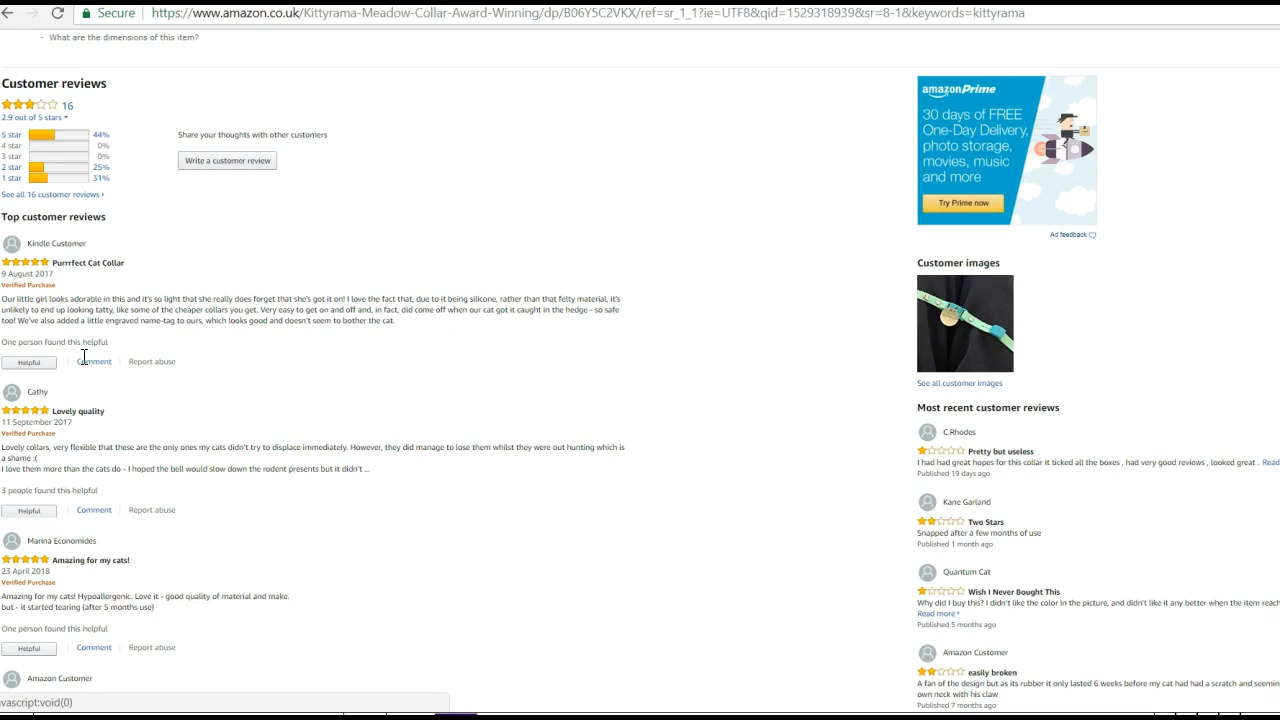 Secure https://www.amazon.co.uk/Kittyrama-Meadow-Collar-Award-Winning/dp/B06Y5C2VKX/ref=sr_1_1?ie=UTF8&qid=1529318939&sr=8-1&keywords=kittyrama
- What are the dimensions of this item?
Customer reviews
16
2.9 out of 5 stars
5 star 44%
4 star 0%
3 star 0%
2 star 25%
1 star 31%
See all 16 customer reviews
Share your thoughts with other customers
Write a customer review
Top customer reviews
Kindle Customer
Purrrfect Cat Collar
9 August 2017
Verified Purchase
Our little girl looks adorable in this and it's so light that she really does forget that she's got it on! I love the fact that, due to it being silicone, rather than that felty material, it's
unlikely to end up looking tatty, like some of the cheaper collars you get. Very easy to get on and off and, in fact, did come off when our cat got it caught in the hedge - so safe
too! We've also added a little engraved name-tag to ours, which looks good and doesn't seem to bother the cat.
One person found this helpful
Helpful Comment Report abuse
Cathy
Lovely quality
11 September 2017
Verified Purchase
Lovely collars, very flexible that these are the only ones my cats didn't try to displace immediately. However, they did manage to lose them whilst they were out hunting which is
a shame :(
I love them more than the cats do - I hoped the bell would slow down the rodent presents but it didn't ...
3 people found this helpful
Helpful Comment Report abuse
Marina Economides
Amazing for my cats!
23 April 2018
Verified Purchase
Amazing for my cats! Hypoallergenic. Love it - good quality of material and make.
but - it started tearing (after 5 months use)
One person found this helpful
Helpful Comment Report abuse
Amazon Customer
avascript:void(0)
amazonPrime
30 days of FREE
One-Day Delivery,
photo storage,
movies, music
and more
Try Prime now
Ad feedback
Customer images
See all customer images
Most recent customer reviews
C.Rhodes
Pretty but useless
I had had great hopes for this collar it ticked all the boxes , had very good reviews , looked great . Read
Published 19 days ago
Kane Garland
Two Stars
Snapped after a few months of use
Published 1 month ago
Quantum Cat
Wish I Never Bought This
Why did I buy this? I didn't like the color in the picture, and didn't like it any better when the item reach
Read more
Published 5 months ago
Amazon Customer
easily broken
A fan of the design but as its rubber it only lasted 6 weeks before my cat had had a scratch and seemin
own neck with his claw
Published 7 months ago